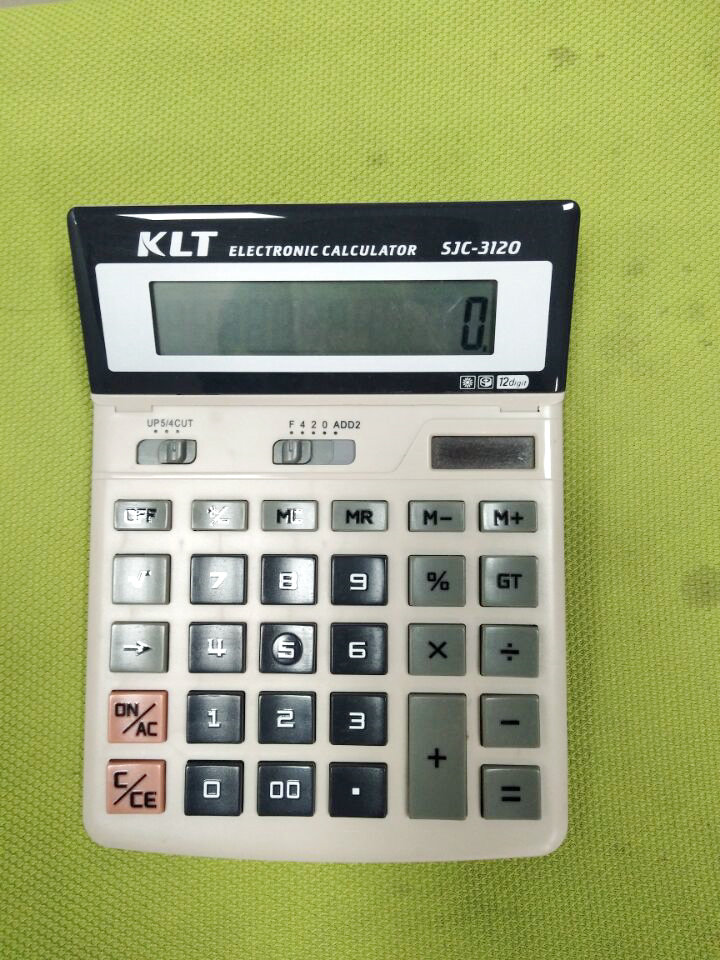 KLT ELECTRONIC CALCULATOR SJC-3120
0.
12digit
UP5/4CUT F 4 2 0 ADD2
OFF MR M− M+
√ 7 8 9 % GT
→ 4 5 6 × ÷
ON/AC 1 2 3 −
C/CE 0 00 . + =